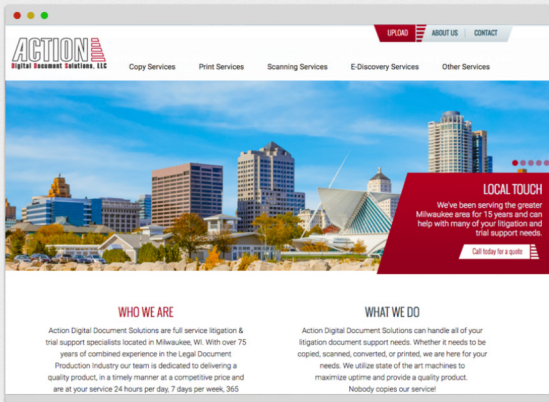 UPLOAD ABOUT US CONTACT
ACTION
Digital Document Solutions, LLC
Copy Services Print Services Scanning Services E-Discovery Services Other Services
LOCAL TOUCH
We've been serving the greater
Milwaukee area for 15 years and can
help with many of your litigation and
trial support needs.
Call today for a quote
WHO WE ARE
Action Digital Document Solutions are full service litigation &
trial support specialists located in Milwaukee, WI. With over 75
years of combined experience in the Legal Document
Production Industry our team is dedicated to delivering a
quality product, in a timely manner at a competitive price and
are at your service 24 hours per day, 7 days per week, 365
WHAT WE DO
Action Digital Document Solutions can handle all of your
litigation document support needs. Whether it needs to be
copied, scanned, converted, or printed, we are here for your
needs. We utilize state of the art machines to
maximize uptime and provide a quality product.
Nobody copies our service!